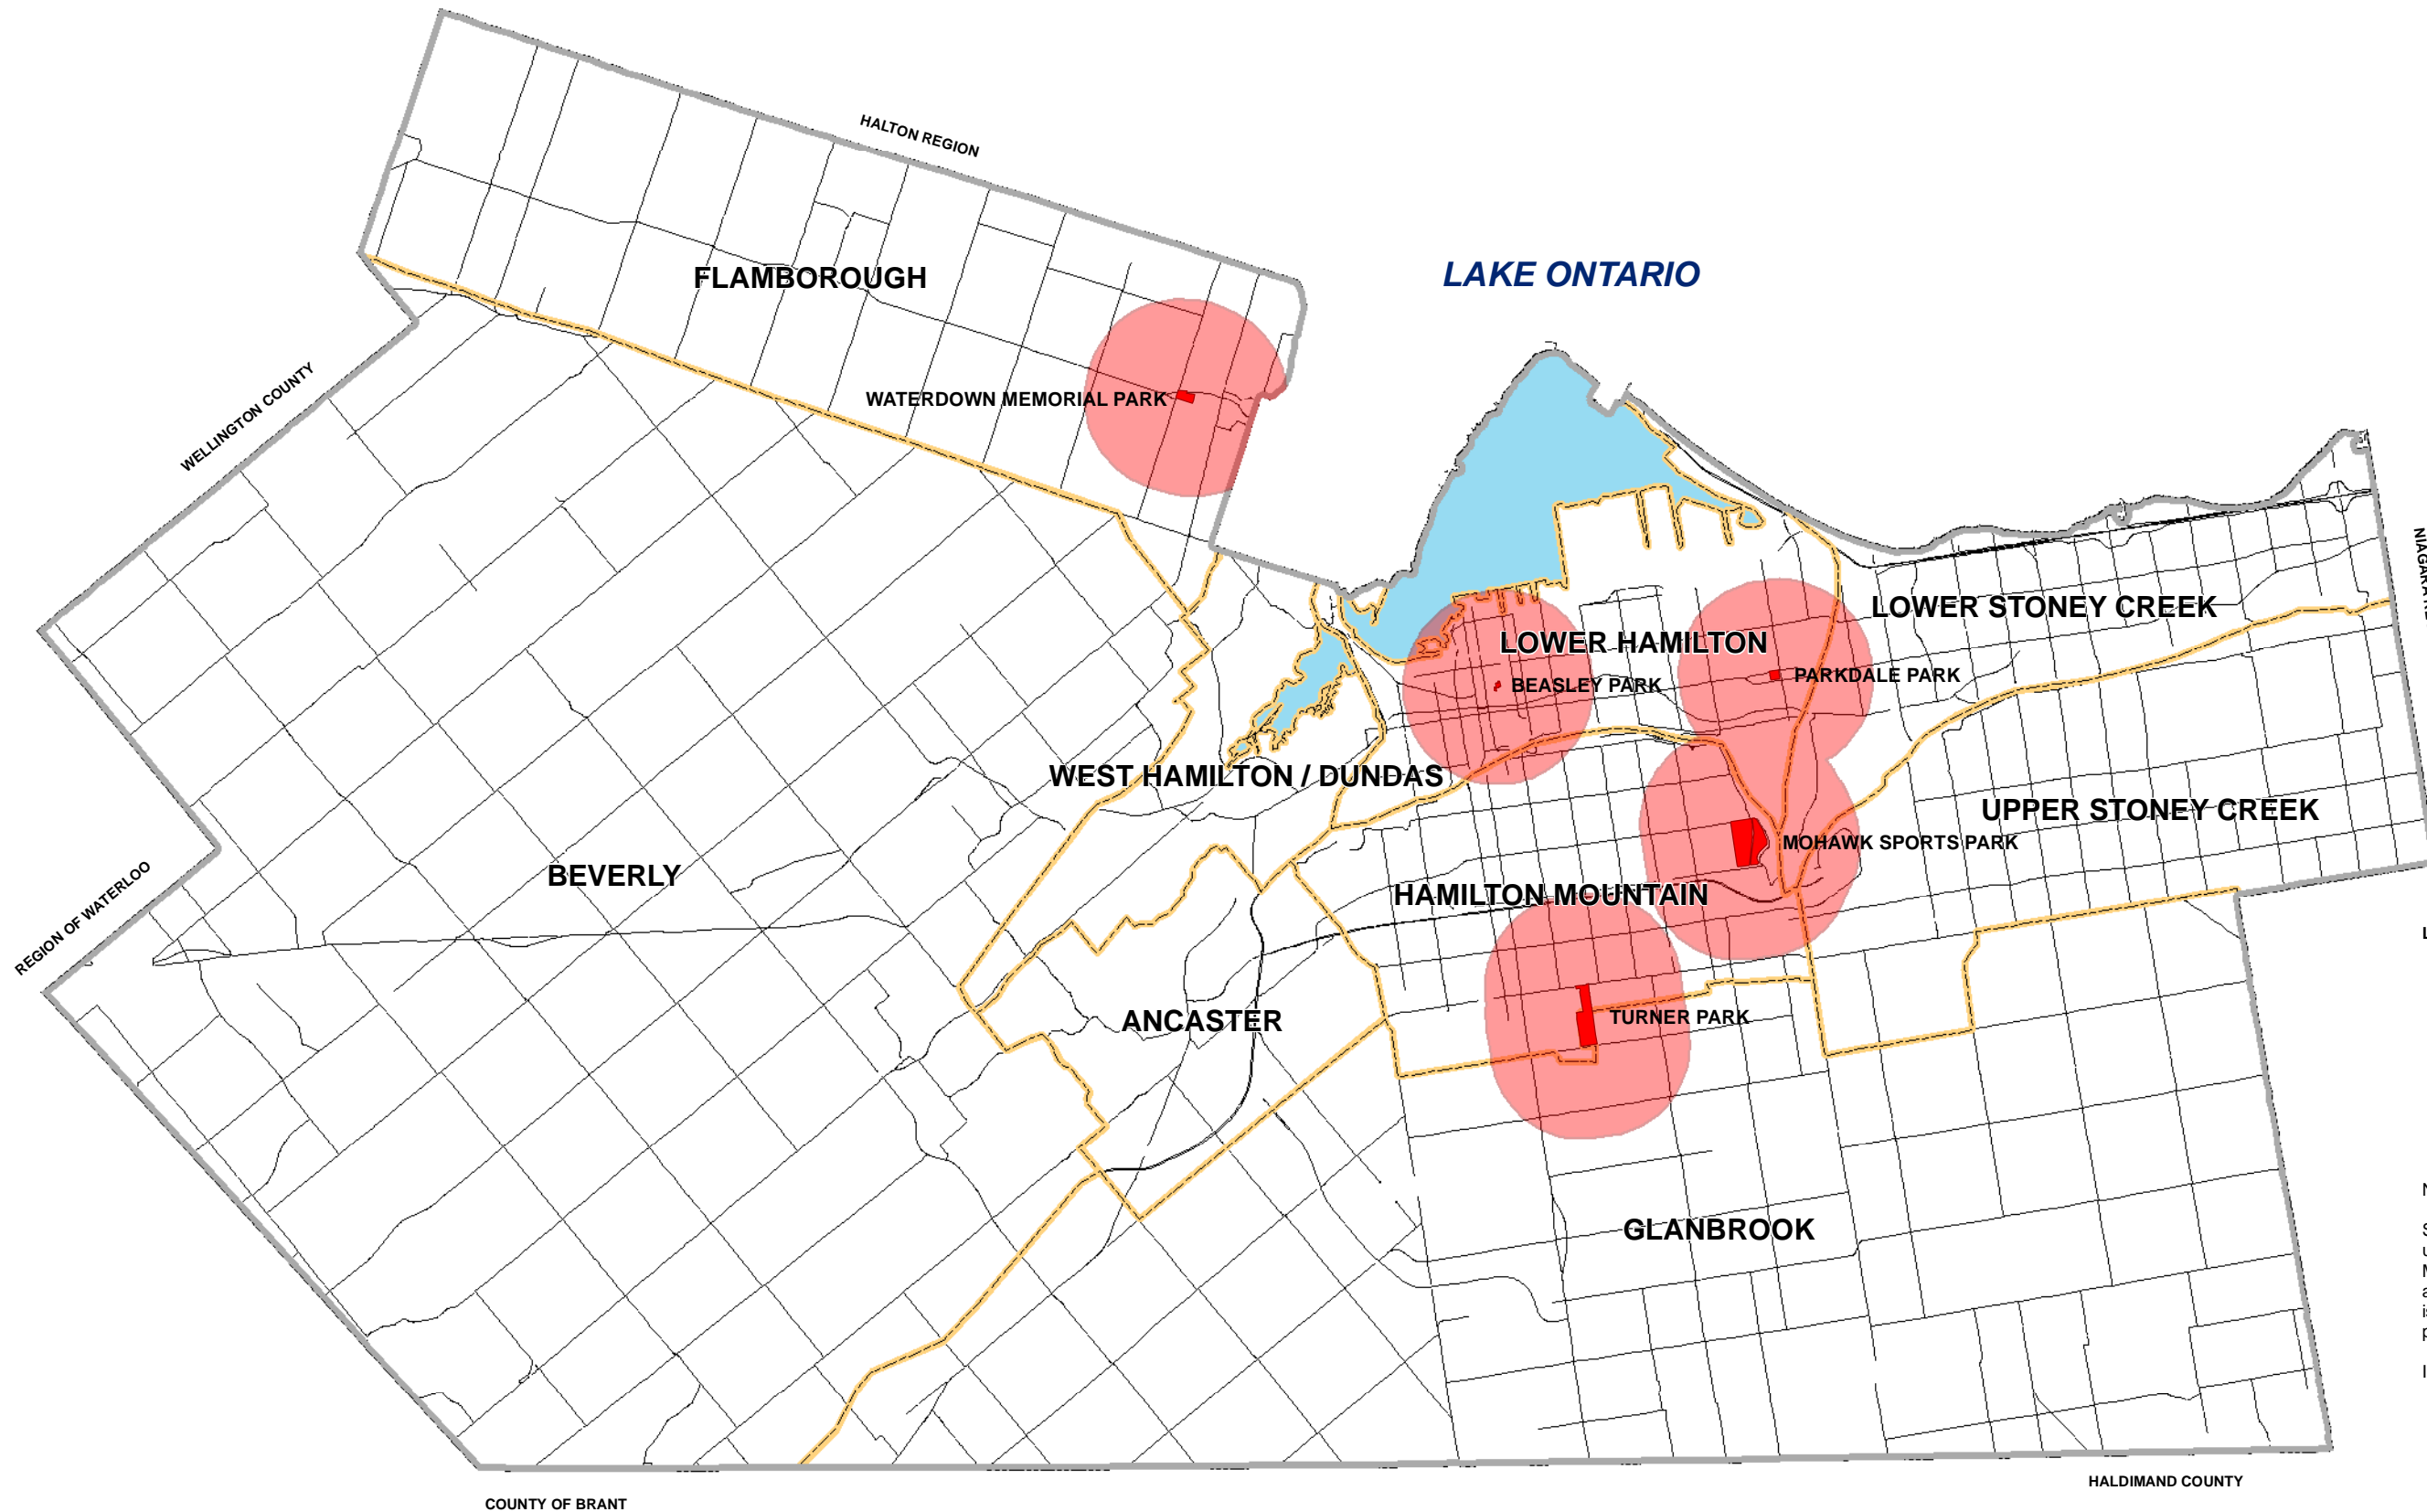 HALTON REGION
FLAMBOROUGH
LAKE ONTARIO
WATERDOWN MEMORIAL PARK
WELLINGTON COUNTY
LOWER STONEY CREEK
LOWER HAMILTON
PARKDALE PARK
BEASLEY PARK
WEST HAMILTON / DUNDAS
UPPER STONEY CREEK
MOHAWK SPORTS PARK
BEVERLY
HAMILTON MOUNTAIN
REGION OF WATERLOO
TURNER PARK
ANCASTER
GLANBROOK
HALDIMAND COUNTY
COUNTY OF BRANT